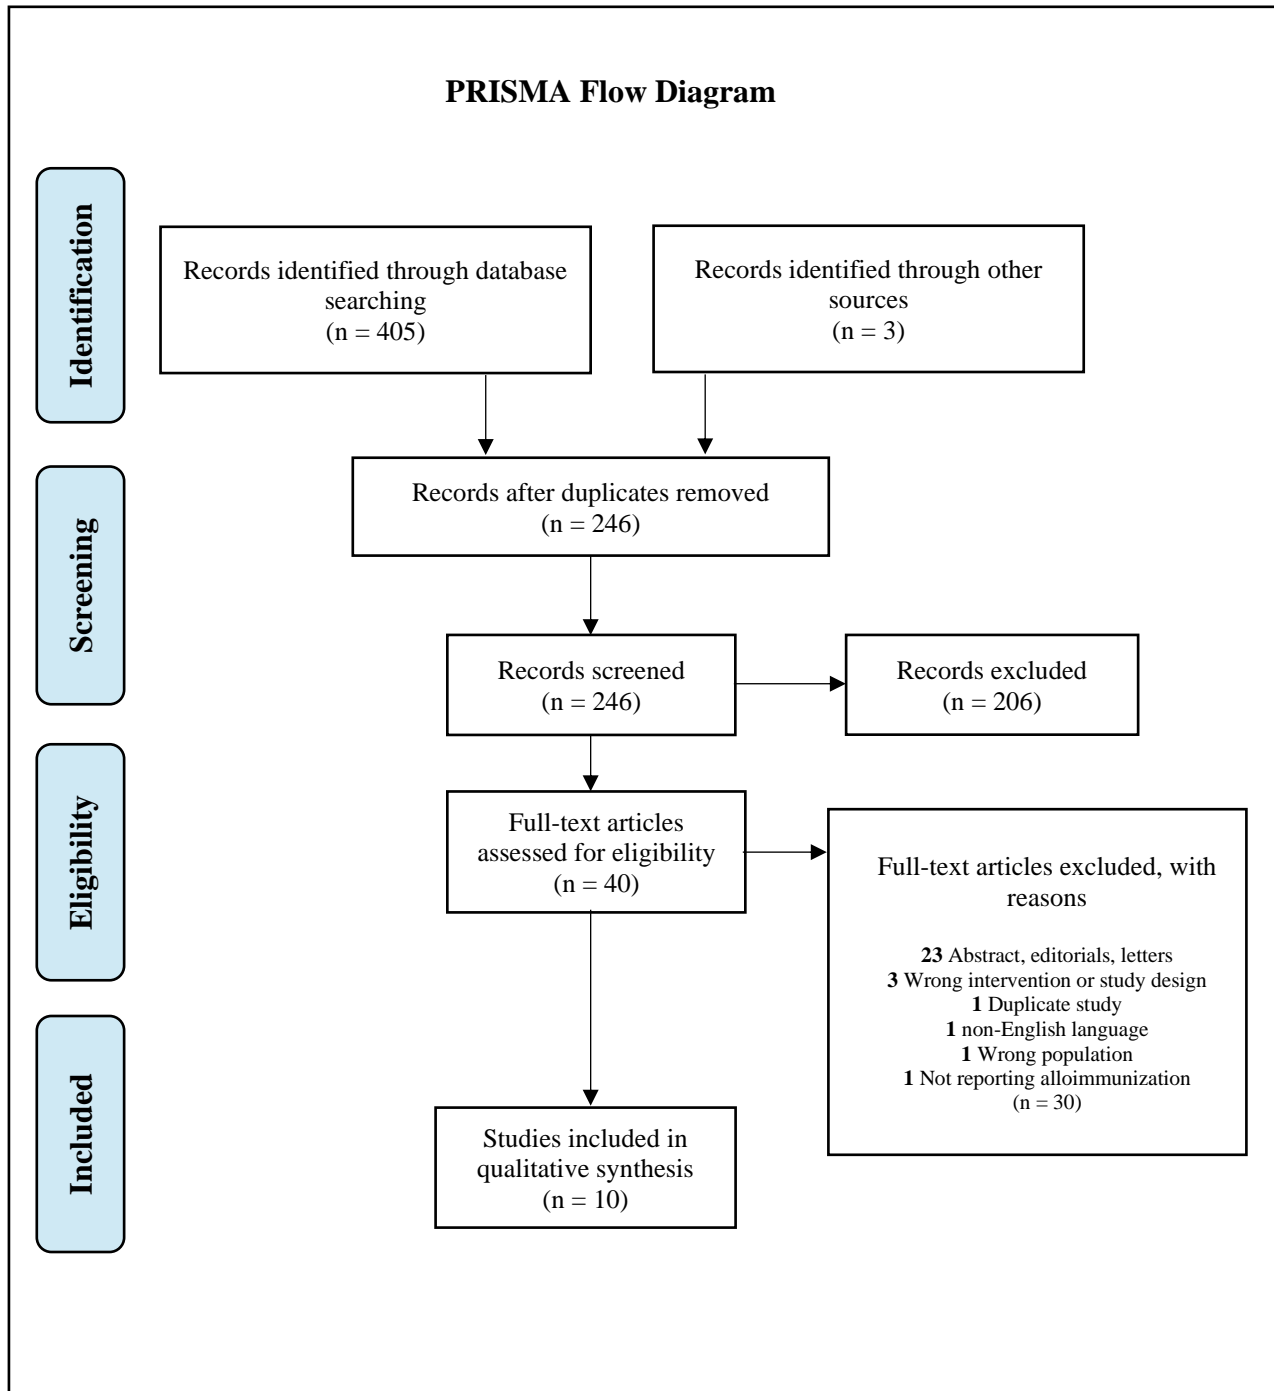 PRISMA Flow Diagram
Identification
Records identified through database
searching
(n = 405)
Records identified through other
sources
(n = 3)
Screening
Records after duplicates removed
(n = 246)
Records screened
(n = 246)
Records excluded
(n = 206)
Eligibility
Full-text articles
assessed for eligibility
(n = 40)
Full-text articles excluded, with
reasons
23 Abstract, editorials, letters
3 Wrong intervention or study design
1 Duplicate study
1 non-English language
1 Wrong population
1 Not reporting alloimmunization
(n = 30)
Included
Studies included in
qualitative synthesis
(n = 10)